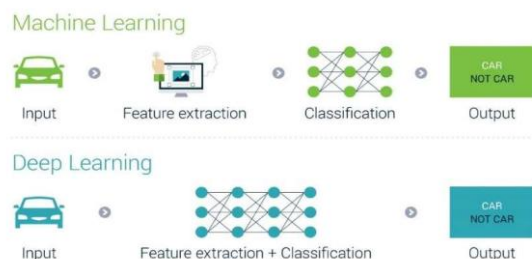 Machine Learning
CAR
NOT CAR
Input
Feature extraction
Classification
Output
Deep Learning
CAR
NOT CAR
Input
Feature extraction + Classification
Output